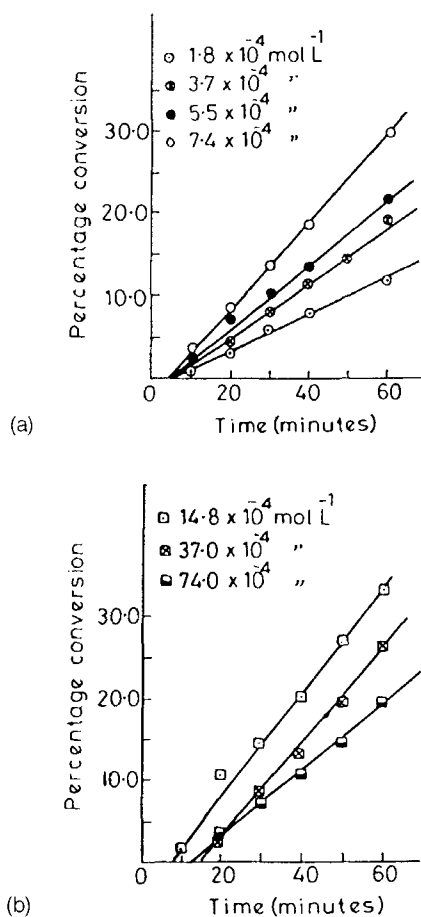 ⊙ 1·8 x 10⁻⁴ mol L⁻¹
3·7 x 10⁻⁴ "
● 5·5 x 10⁻⁴ "
○ 7·4 x 10⁻⁴ "
30·0
20·0
10·0
0 20 40 60
Percentage conversion
Time (minutes)
(a)
14·8 x 10⁻⁴ mol L⁻¹
37·0 x 10⁻⁴ "
74·0 x 10⁻⁴ "
30·0
20·0
10·0
0 20 40 60
Percentage conversion
Time (minutes)
(b)